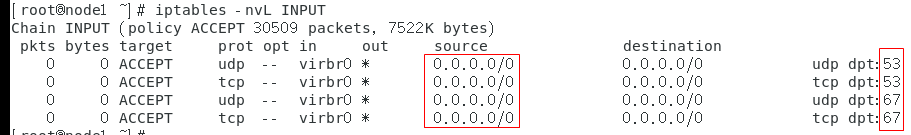 [root@node1 ~]# iptables -nvL INPUT
Chain INPUT (policy ACCEPT 30509 packets, 7522K bytes)
pkts bytes target prot opt in out source destination
0 0 ACCEPT udp -- virbr0 * 0.0.0.0/0 0.0.0.0/0 udp dpt:53
0 0 ACCEPT tcp -- virbr0 * 0.0.0.0/0 0.0.0.0/0 tcp dpt:53
0 0 ACCEPT udp -- virbr0 * 0.0.0.0/0 0.0.0.0/0 udp dpt:67
0 0 ACCEPT tcp -- virbr0 * 0.0.0.0/0 0.0.0.0/0 tcp dpt:67
[root@node1 ~]#